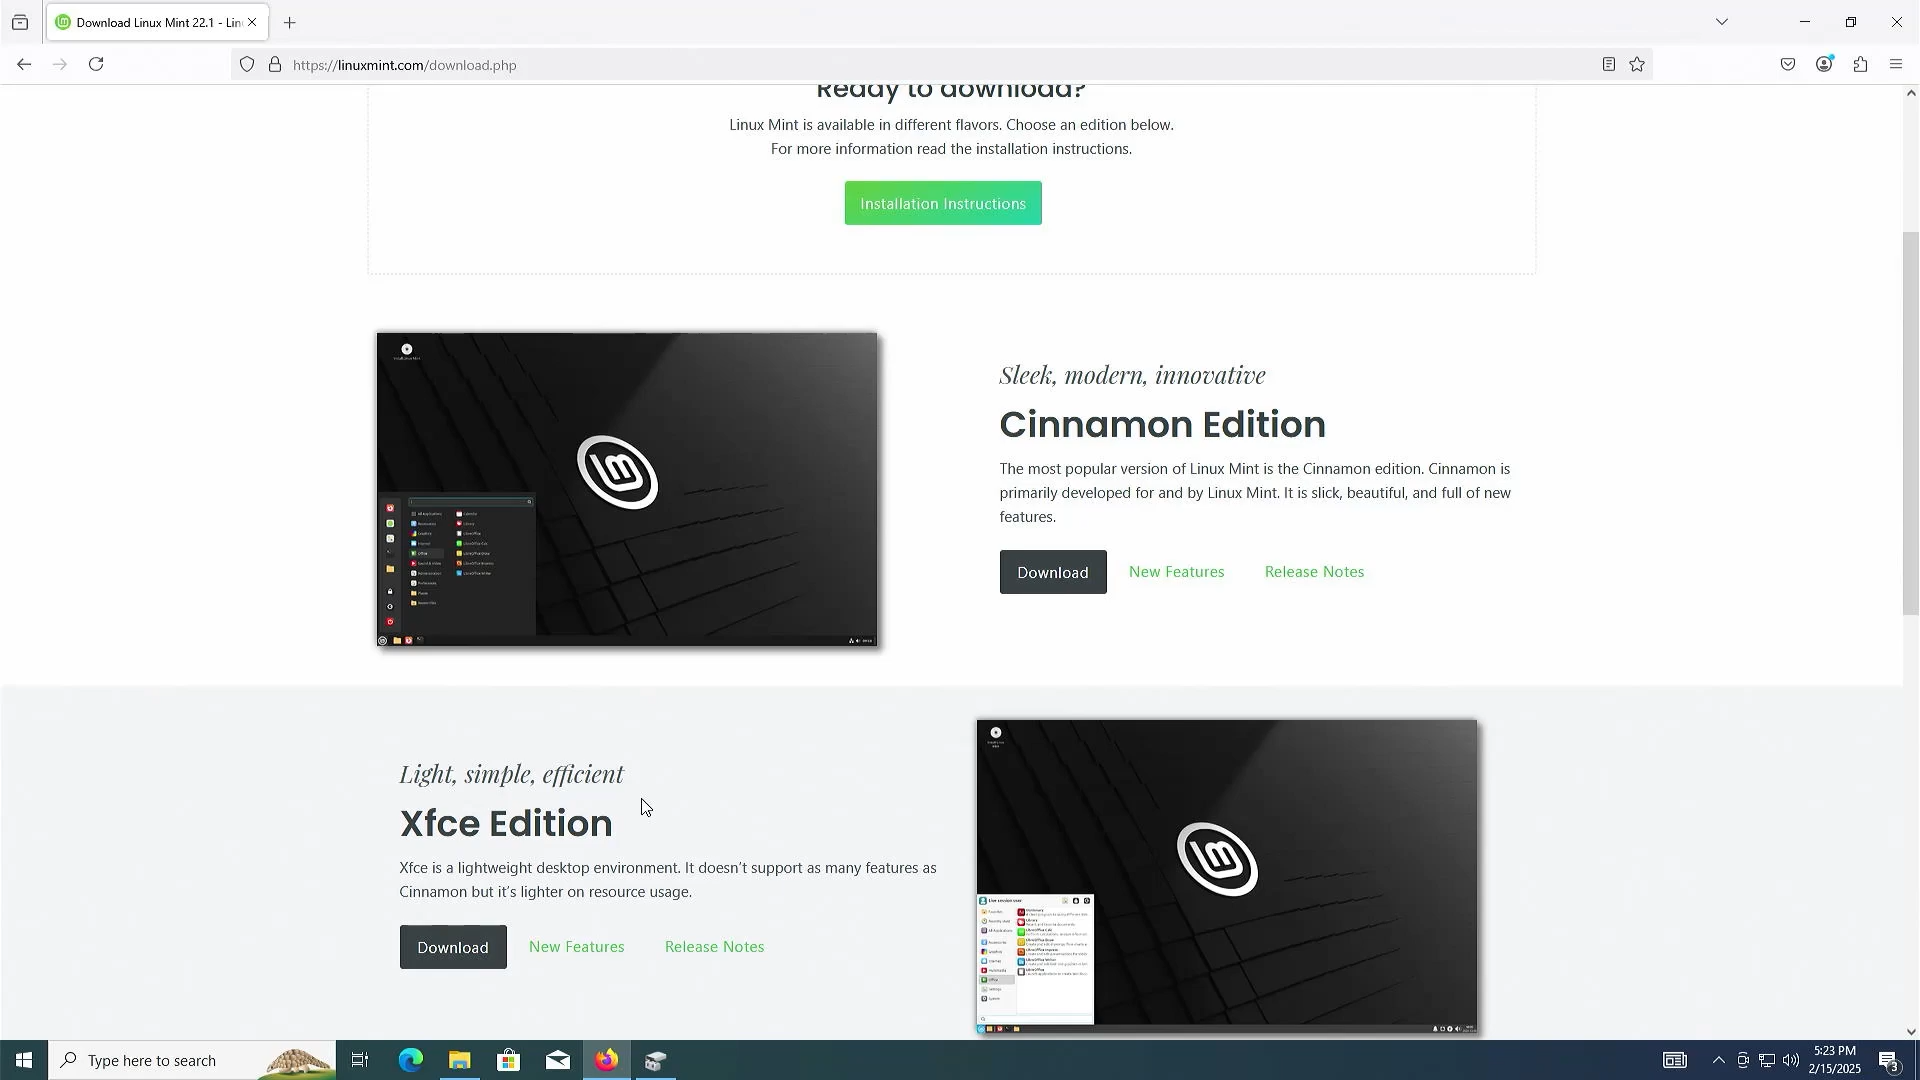 Download Linux Mint 22.1 - Lin
https://linuxmint.com/download.php
Ready to download?
Linux Mint is available in different flavors. Choose an edition below.
For more information read the installation instructions.
Installation Instructions
Sleek, modern, innovative
Cinnamon Edition
The most popular version of Linux Mint is the Cinnamon edition. Cinnamon is
primarily developed for and by Linux Mint. It is slick, beautiful, and full of new
features.
Download
New Features
Release Notes
Light, simple, efficient
Xfce Edition
Xfce is a lightweight desktop environment. It doesn’t support as many features as
Cinnamon but it’s lighter on resource usage.
Download
New Features
Release Notes
Type here to search
5:23 PM
2/15/2025
3